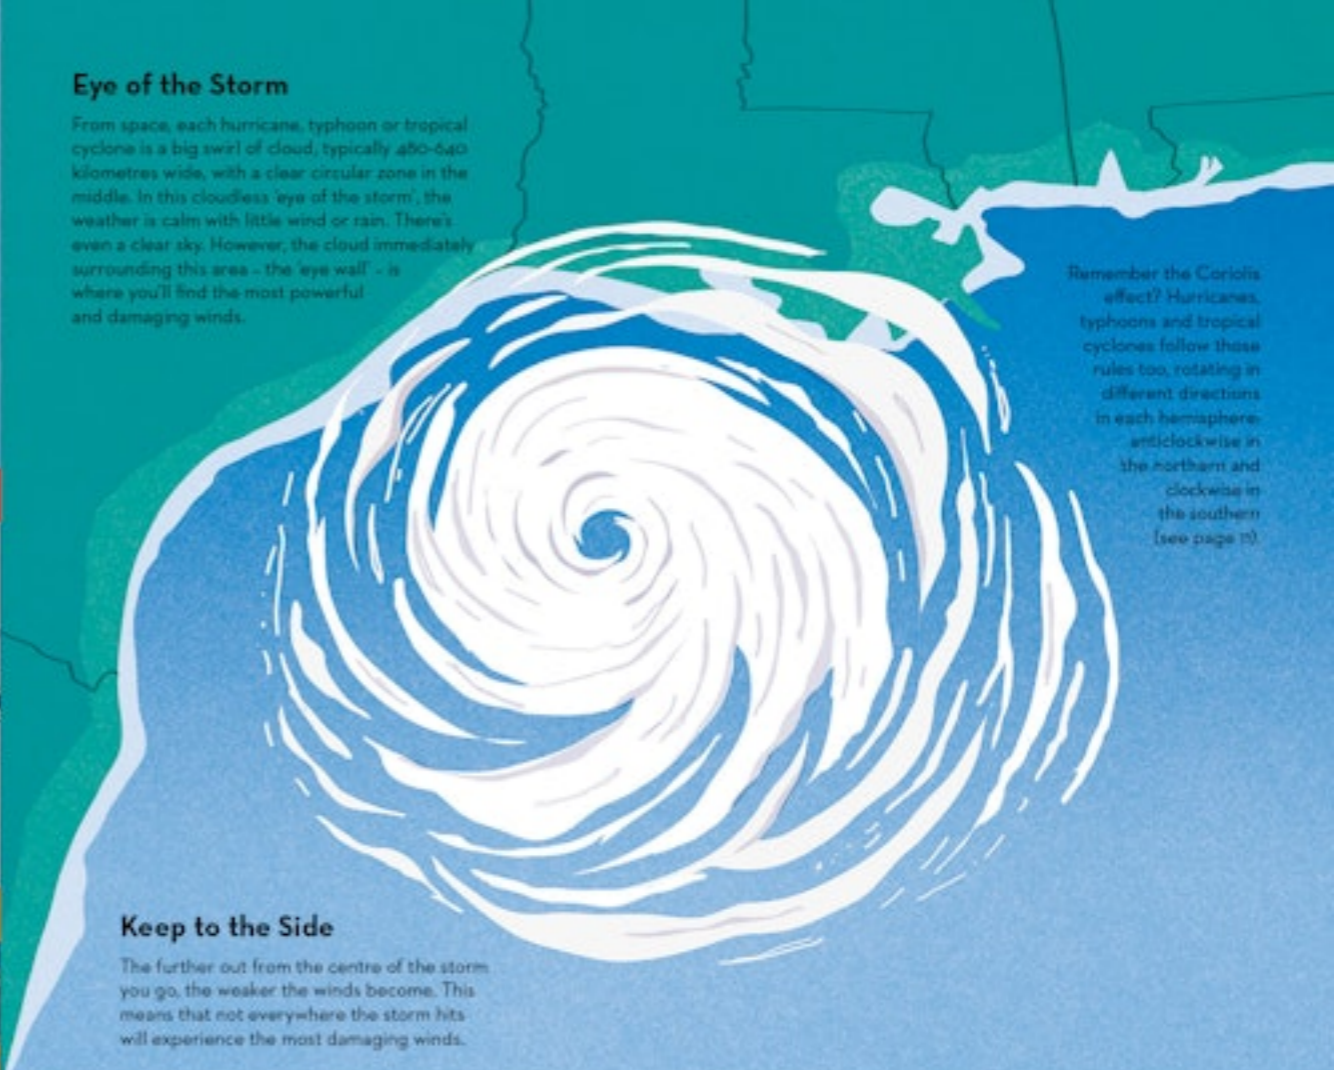 Eye of the Storm
From space, each hurricane, typhoon or tropical
cyclone is a big swirl of cloud, typically 480-640
kilometres wide, with a clear circular zone in the
middle. In this cloudless 'eye of the storm', the
weather is calm with little wind or rain. There's
even a clear sky. However, the cloud immediately
surrounding this area - the 'eye wall' - is
where you'll find the most powerful
and damaging winds.
Remember the Coriolis
effect? Hurricanes,
typhoons and tropical
cyclones follow those
rules too, rotating in
different directions
in each hemisphere:
anticlockwise in
the northern and
clockwise in
the southern
(see page 11).
Keep to the Side
The further out from the centre of the storm
you go, the weaker the winds become. This
means that not everywhere the storm hits
will experience the most damaging winds.